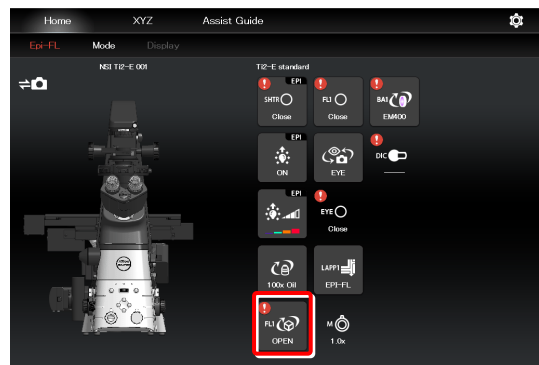 Home XYZ Assist Guide
Epi-FL Mode Display
NSI Ti2-E 001
Ti2-E standard
EPI
SHTR
Close
FL1
Close
BA1
EM400
EPI
ON
EYE
DIC
EPI
EYE
Close
100x Oil
LAPP1
EPI-FL
FL1
OPEN
M
1.0x